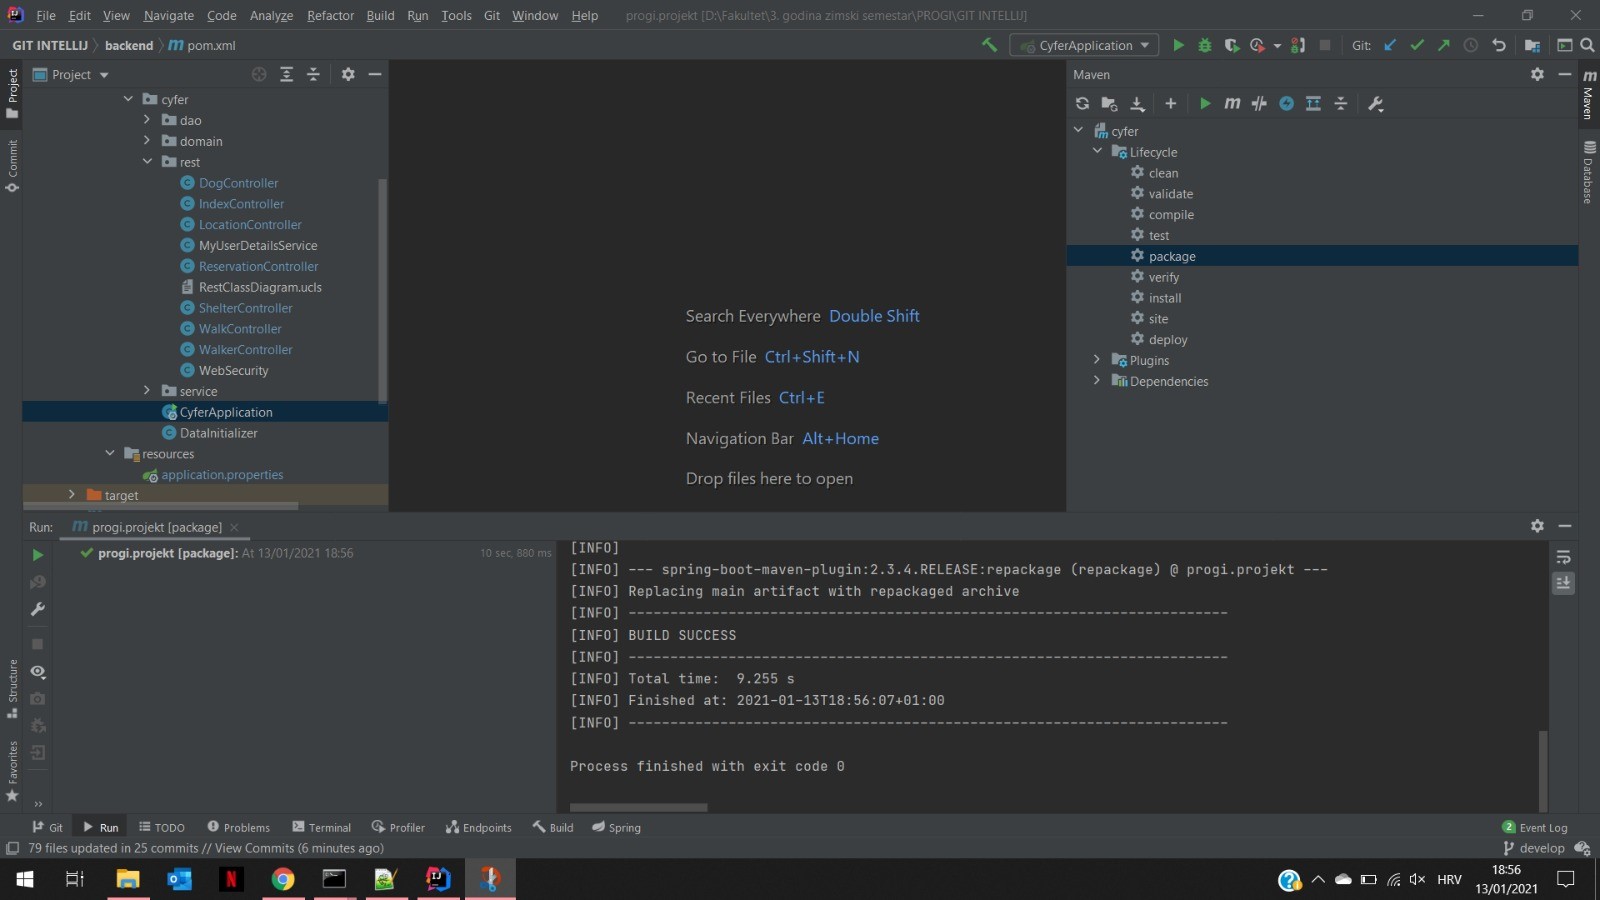 File Edit View Navigate Code Analyze Refactor Build Run Tools Git Window Help progi.projekt [D:\Fakultet\3. godina zimski semestar\PROGI\GIT INTELLIJ]
GIT INTELLIJ backend m pom.xml
CyferApplication
Git:
Project
cyfer
dao
domain
rest
DogController
IndexController
LocationController
MyUserDetailsService
ReservationController
RestClassDiagram.ucls
ShelterController
WalkController
WalkerController
WebSecurity
service
CyferApplication
DataInitializer
resources
application.properties
target
Project
Commit
Structure
Favorites
Search Everywhere Double Shift
Go to File Ctrl+Shift+N
Recent Files Ctrl+E
Navigation Bar Alt+Home
Drop files here to open
Maven
cyfer
Lifecycle
clean
validate
compile
test
package
verify
install
site
deploy
Plugins
Dependencies
Maven
Database
Run: m progi.projekt [package]
progi.projekt [package]: At 13/01/2021 18:56 10 sec, 880 ms
[INFO]
[INFO] --- spring-boot-maven-plugin:2.3.4.RELEASE:repackage (repackage) @ progi.projekt ---
[INFO] Replacing main artifact with repackaged archive
[INFO] ------------------------------------------------------------------------
[INFO] BUILD SUCCESS
[INFO] ------------------------------------------------------------------------
[INFO] Total time:  9.255 s
[INFO] Finished at: 2021-01-13T18:56:07+01:00
[INFO] ------------------------------------------------------------------------
Process finished with exit code 0
Git Run TODO Problems Terminal Profiler Endpoints Build Spring 2 Event Log
79 files updated in 25 commits // View Commits (6 minutes ago) develop
HRV
18:56
13/01/2021